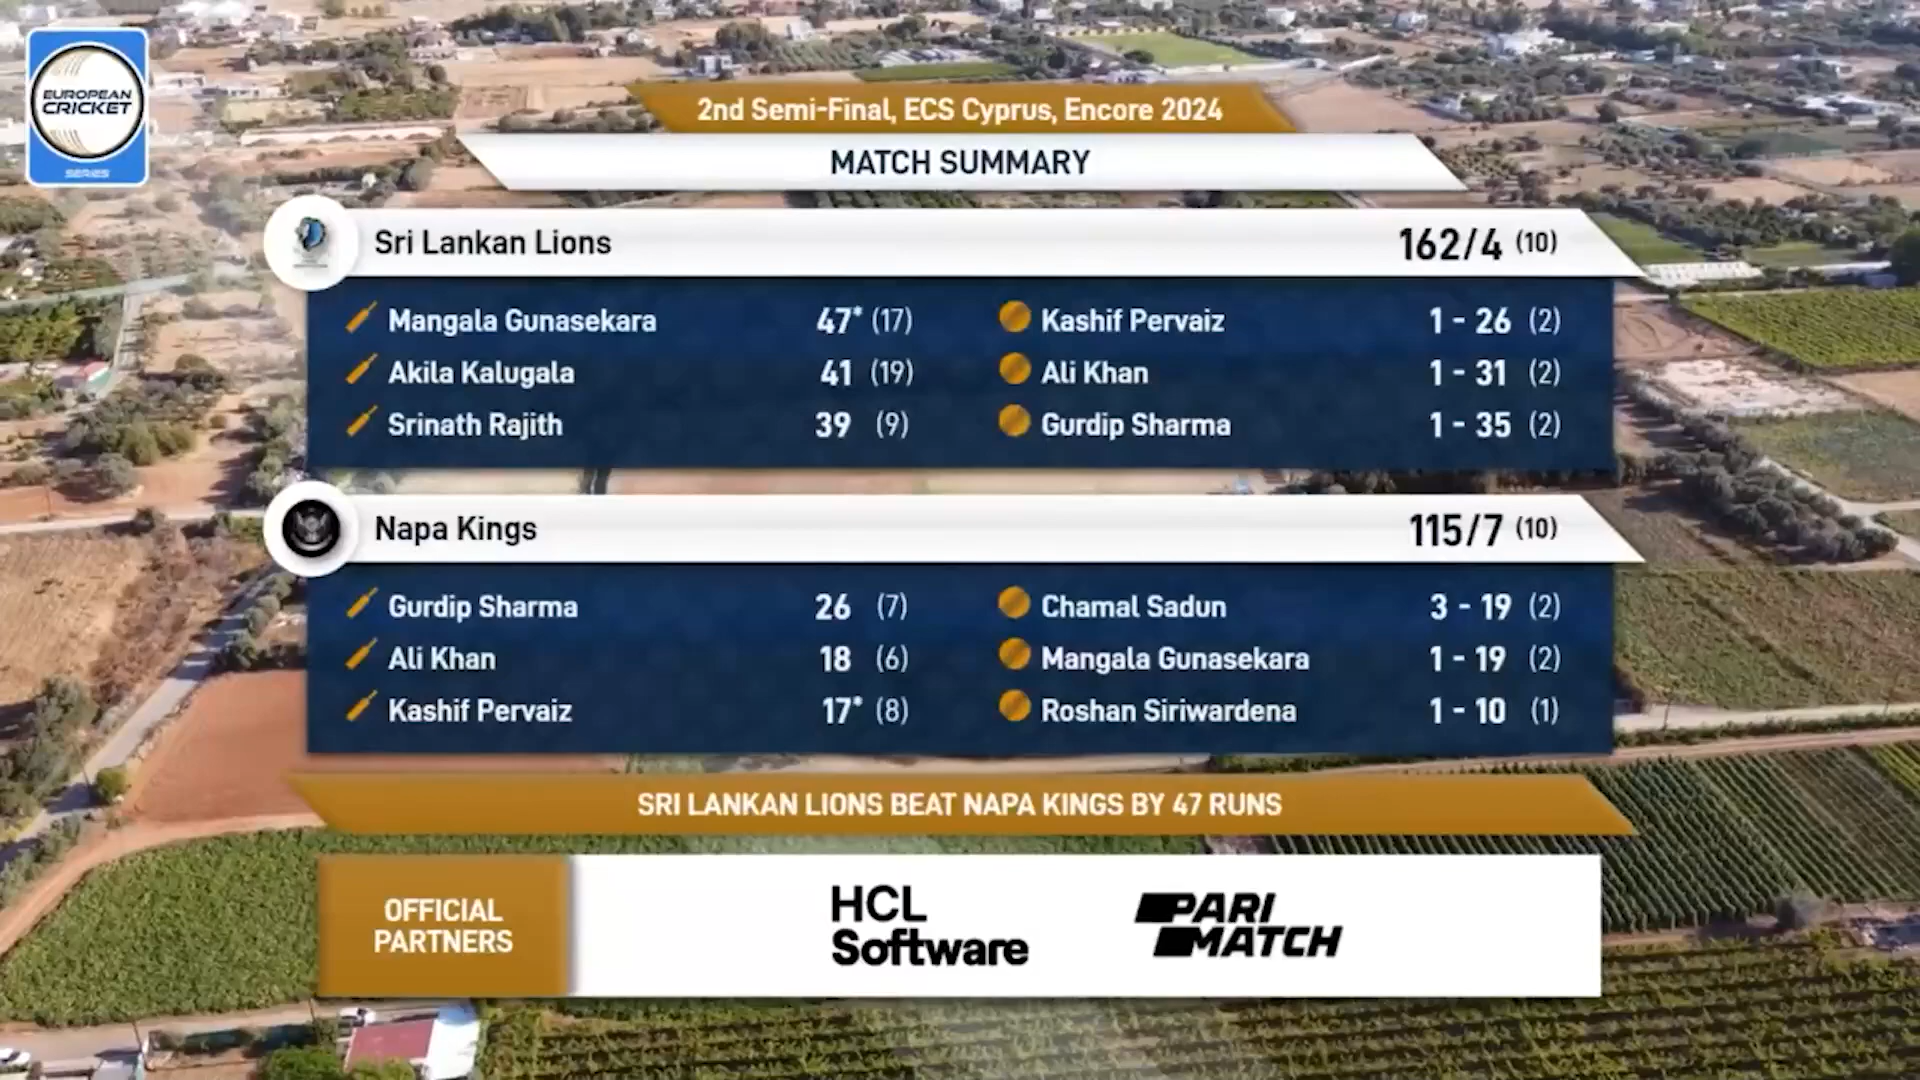 EUROPEAN
CRICKET
SERIES
2nd Semi-Final, ECS Cyprus, Encore 2024
MATCH SUMMARY
Sri Lankan Lions 162/4 (10)
Mangala Gunasekara 47* (17) Kashif Pervaiz 1 - 26 (2)
Akila Kalugala 41 (19) Ali Khan 1 - 31 (2)
Srinath Rajith 39 (9) Gurdip Sharma 1 - 35 (2)
Napa Kings 115/7 (10)
Gurdip Sharma 26 (7) Chamal Sadun 3 - 19 (2)
Ali Khan 18 (6) Mangala Gunasekara 1 - 19 (2)
Kashif Pervaiz 17* (8) Roshan Siriwardena 1 - 10 (1)
SRI LANKAN LIONS BEAT NAPA KINGS BY 47 RUNS
OFFICIAL
PARTNERS
HCL
Software
PARI
MATCH